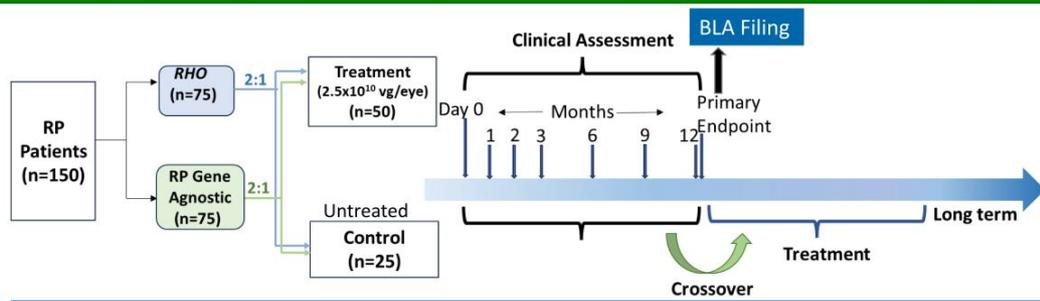 BLA Filing
Clinical Assessment
RP
Patients
(n=150)
RHO
(n=75)
2:1
RP Gene
Agnostic
(n=75)
2:1
Treatment
(2.5x10¹⁰ vg/eye)
(n=50)
Untreated
Control
(n=25)
Day 0
Months
1 2 3 6 9 12
Primary
Endpoint
Long term
Treatment
Crossover